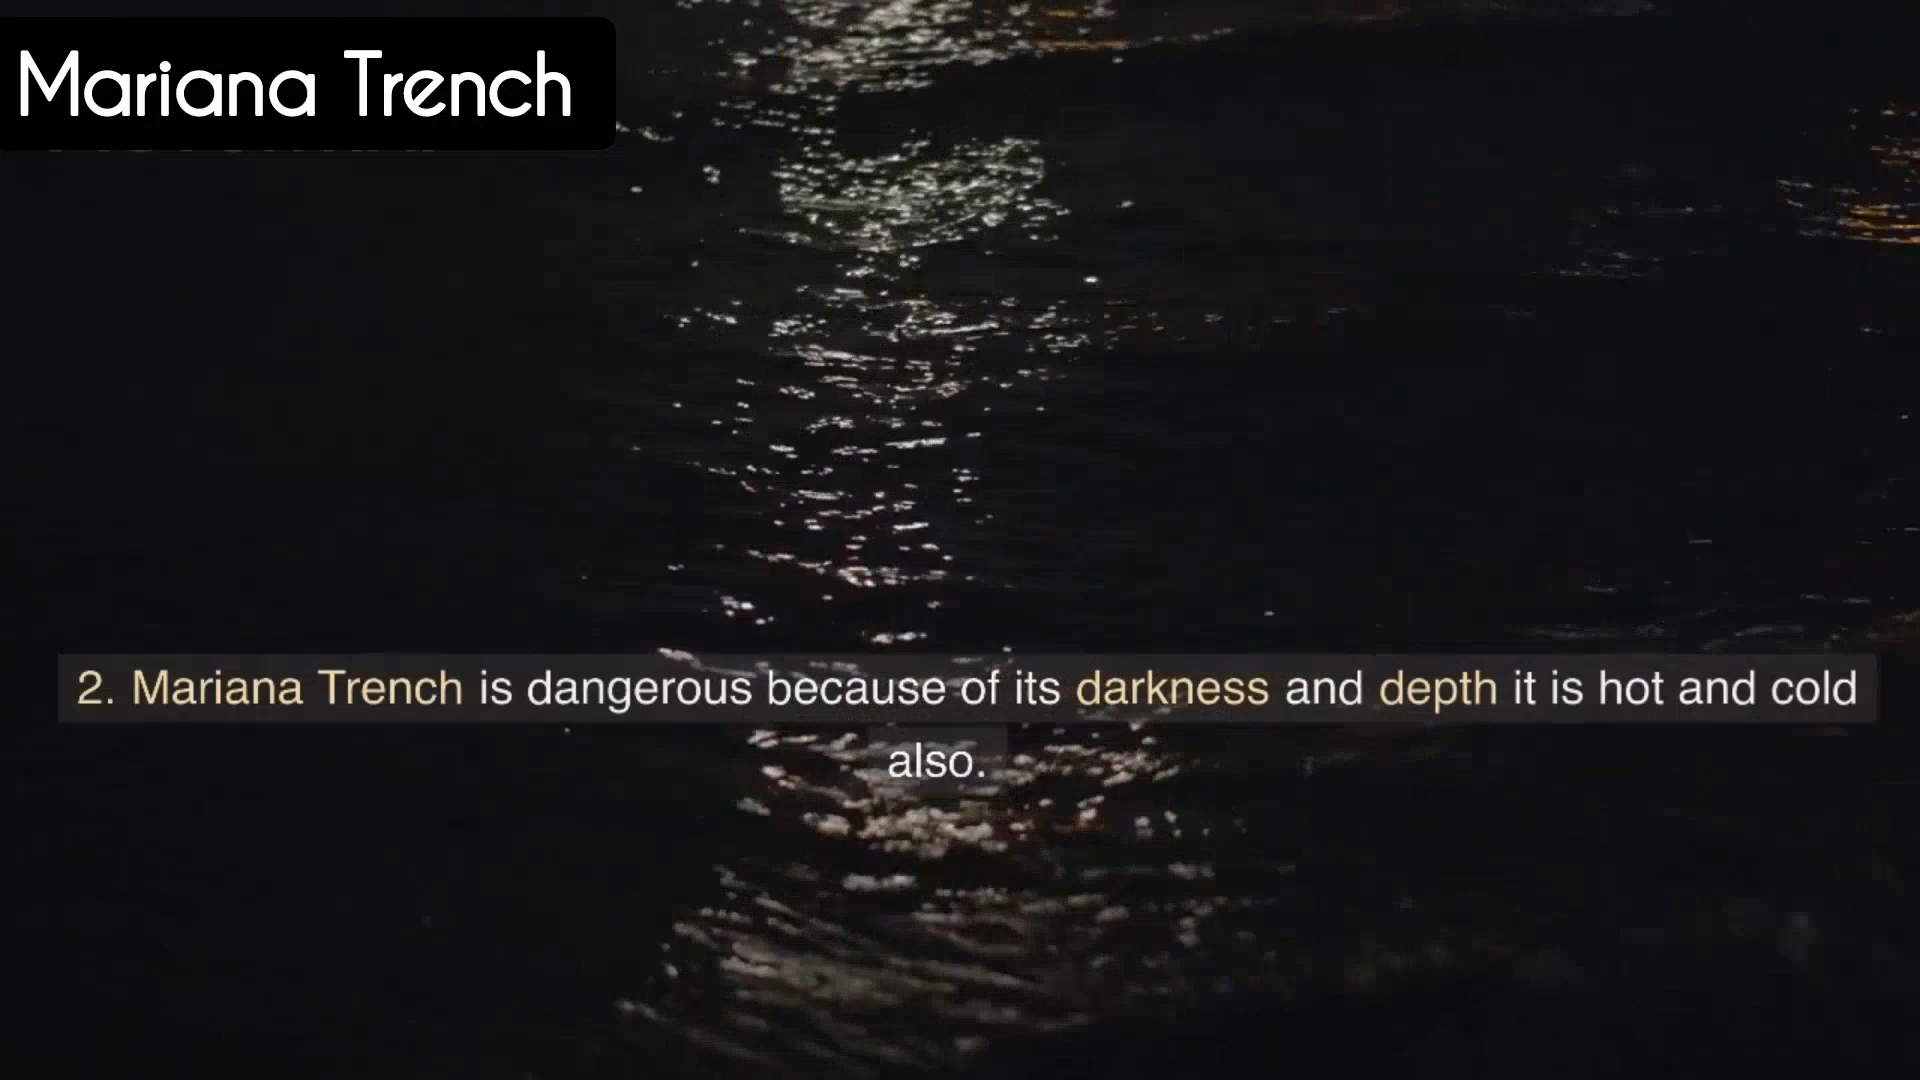 Mariana Trench
2. Mariana Trench is dangerous because of its darkness and depth it is hot and cold
also.